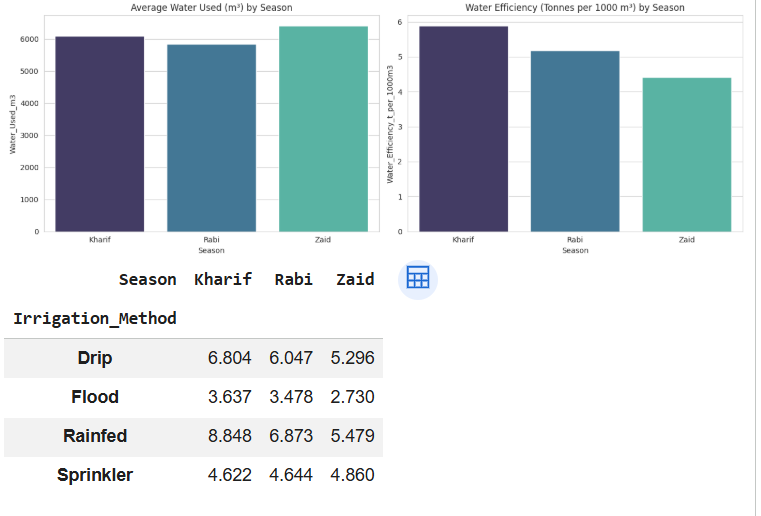 Average Water Used (m³) by Season
Water_Used_m3
6000
5000
4000
3000
2000
1000
0
Kharif Rabi Zaid
Season
Water Efficiency (Tonnes per 1000 m³) by Season
Water_Efficiency_t_per_1000m3
6
5
4
3
2
1
0
Kharif Rabi Zaid
Season
Season Kharif Rabi Zaid
Irrigation_Method
Drip 6.804 6.047 5.296
Flood 3.637 3.478 2.730
Rainfed 8.848 6.873 5.479
Sprinkler 4.622 4.644 4.860